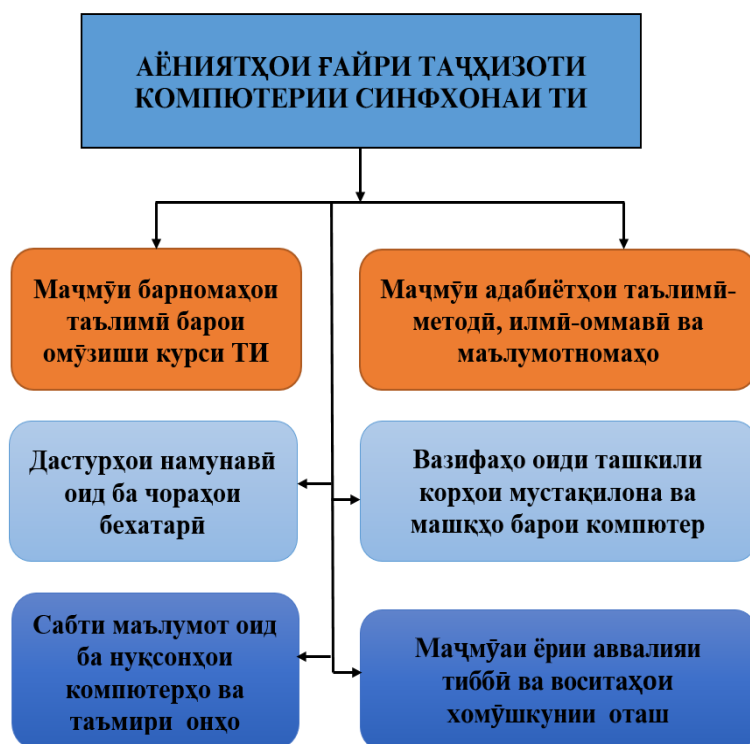 АЁНИЯТҲОИ ҒАЙРИ ТАҶҲИЗОТИ
КОМПЮТЕРИИ СИНФХОНАИ ТИ
Маҷмӯи барномаҳои
таълимӣ барои
омӯзиши курси ТИ
Маҷмӯи адабиётҳои таълимӣ-
методӣ, илмӣ-оммавӣ ва
маълумотномаҳо
Дастурҳои намунавӣ
оид ба чораҳои
бехатарӣ
Вазифаҳо оиди ташкили
корҳои мустақилона ва
машқҳо барои компютер
Сабти маълумот оид
ба нуқсонҳои
компютерҳо ва
таъмири онҳо
Маҷмӯаи ёрии аввалияи
тиббӣ ва воситаҳои
хомӯшкунии оташ